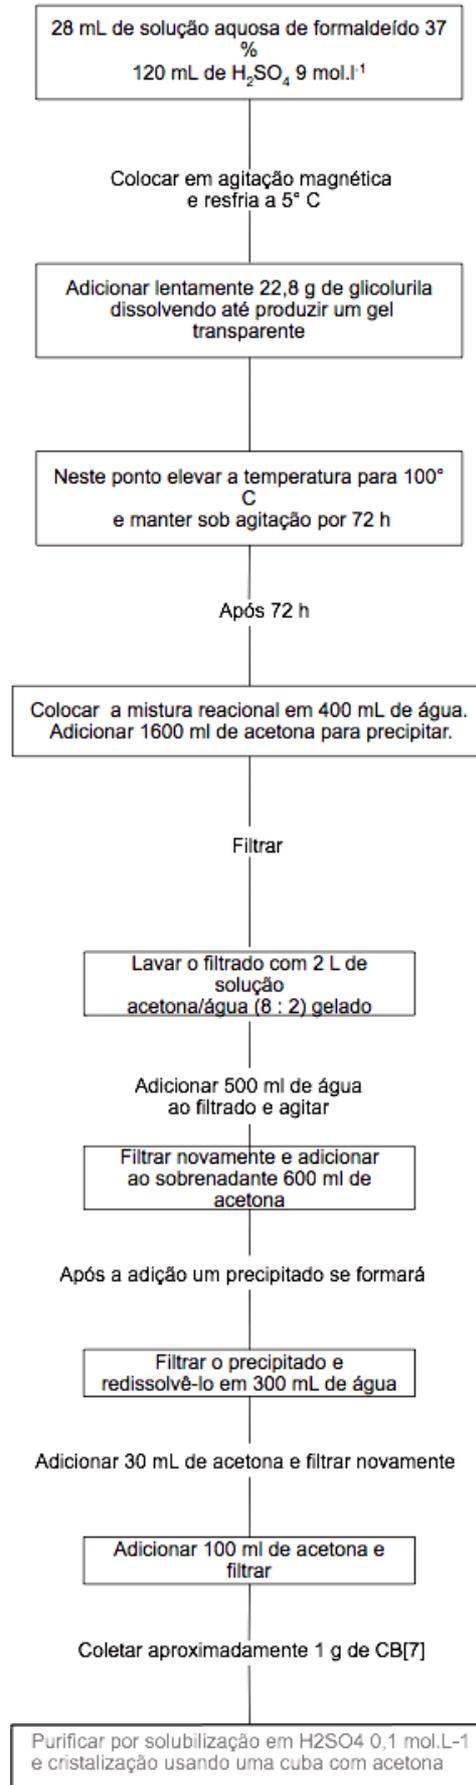 28 mL de solução aquosa de formaldeído 37
%
120 mL de H₂SO₄ 9 mol.l⁻¹
Colocar em agitação magnética
e resfria a 5° C
Adicionar lentamente 22,8 g de glicolurila
dissolvendo até produzir um gel
transparente
Neste ponto elevar a temperatura para 100°
C
e manter sob agitação por 72 h
Após 72 h
Colocar a mistura reacional em 400 mL de água.
Adicionar 1600 ml de acetona para precipitar.
Filtrar
Lavar o filtrado com 2 L de
solução
acetona/água (8 : 2) gelado
Adicionar 500 ml de água
ao filtrado e agitar
Filtrar novamente e adicionar
ao sobrenadante 600 ml de
acetona
Após a adição um precipitado se formará
Filtrar o precipitado e
redissolvê-lo em 300 mL de água
Adicionar 30 mL de acetona e filtrar novamente
Adicionar 100 ml de acetona e
filtrar
Coletar aproximadamente 1 g de CB[7]
Purificar por solubilização em H2SO4 0,1 mol.L-1
e cristalização usando uma cuba com acetona